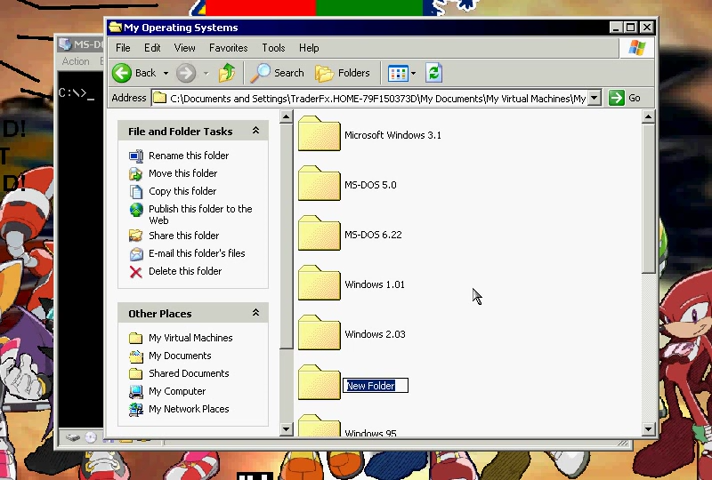 My Operating Systems
MS-D
File Edit View Favorites Tools Help
Action E
Back Search Folders
C:\>_
Address C:\Documents and Settings\TraderFx.HOME-79F150373D\My Documents\My Virtual Machines\My Go
File and Folder Tasks
Rename this folder
Move this folder
Copy this folder
Publish this folder to the
Web
Share this folder
E-mail this folder's files
Delete this folder
Other Places
My Virtual Machines
My Documents
Shared Documents
My Computer
My Network Places
Microsoft Windows 3.1
MS-DOS 5.0
MS-DOS 6.22
Windows 1.01
Windows 2.03
New Folder
Windows 95
D!
T
D!